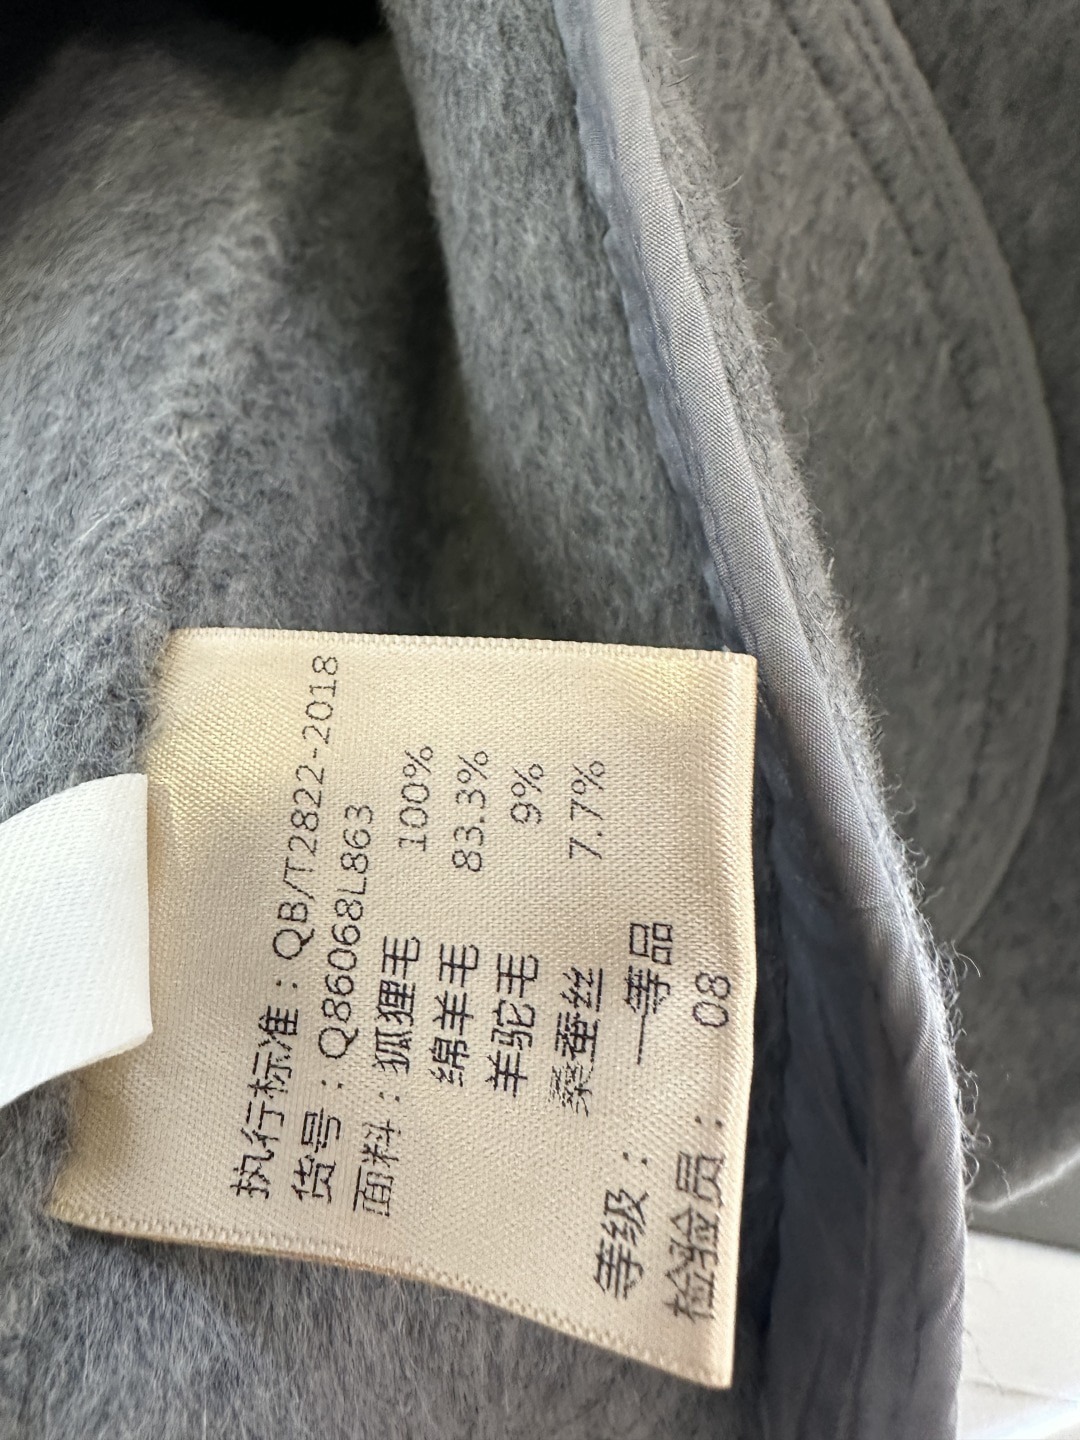 执行标准：QB/T2822-2018
货号：Q86068L863
面料：狐狸毛 100%
绵羊毛 83.3%
羊驼毛 9%
桑蚕丝 7.7%
等级：一等品
检验员：08